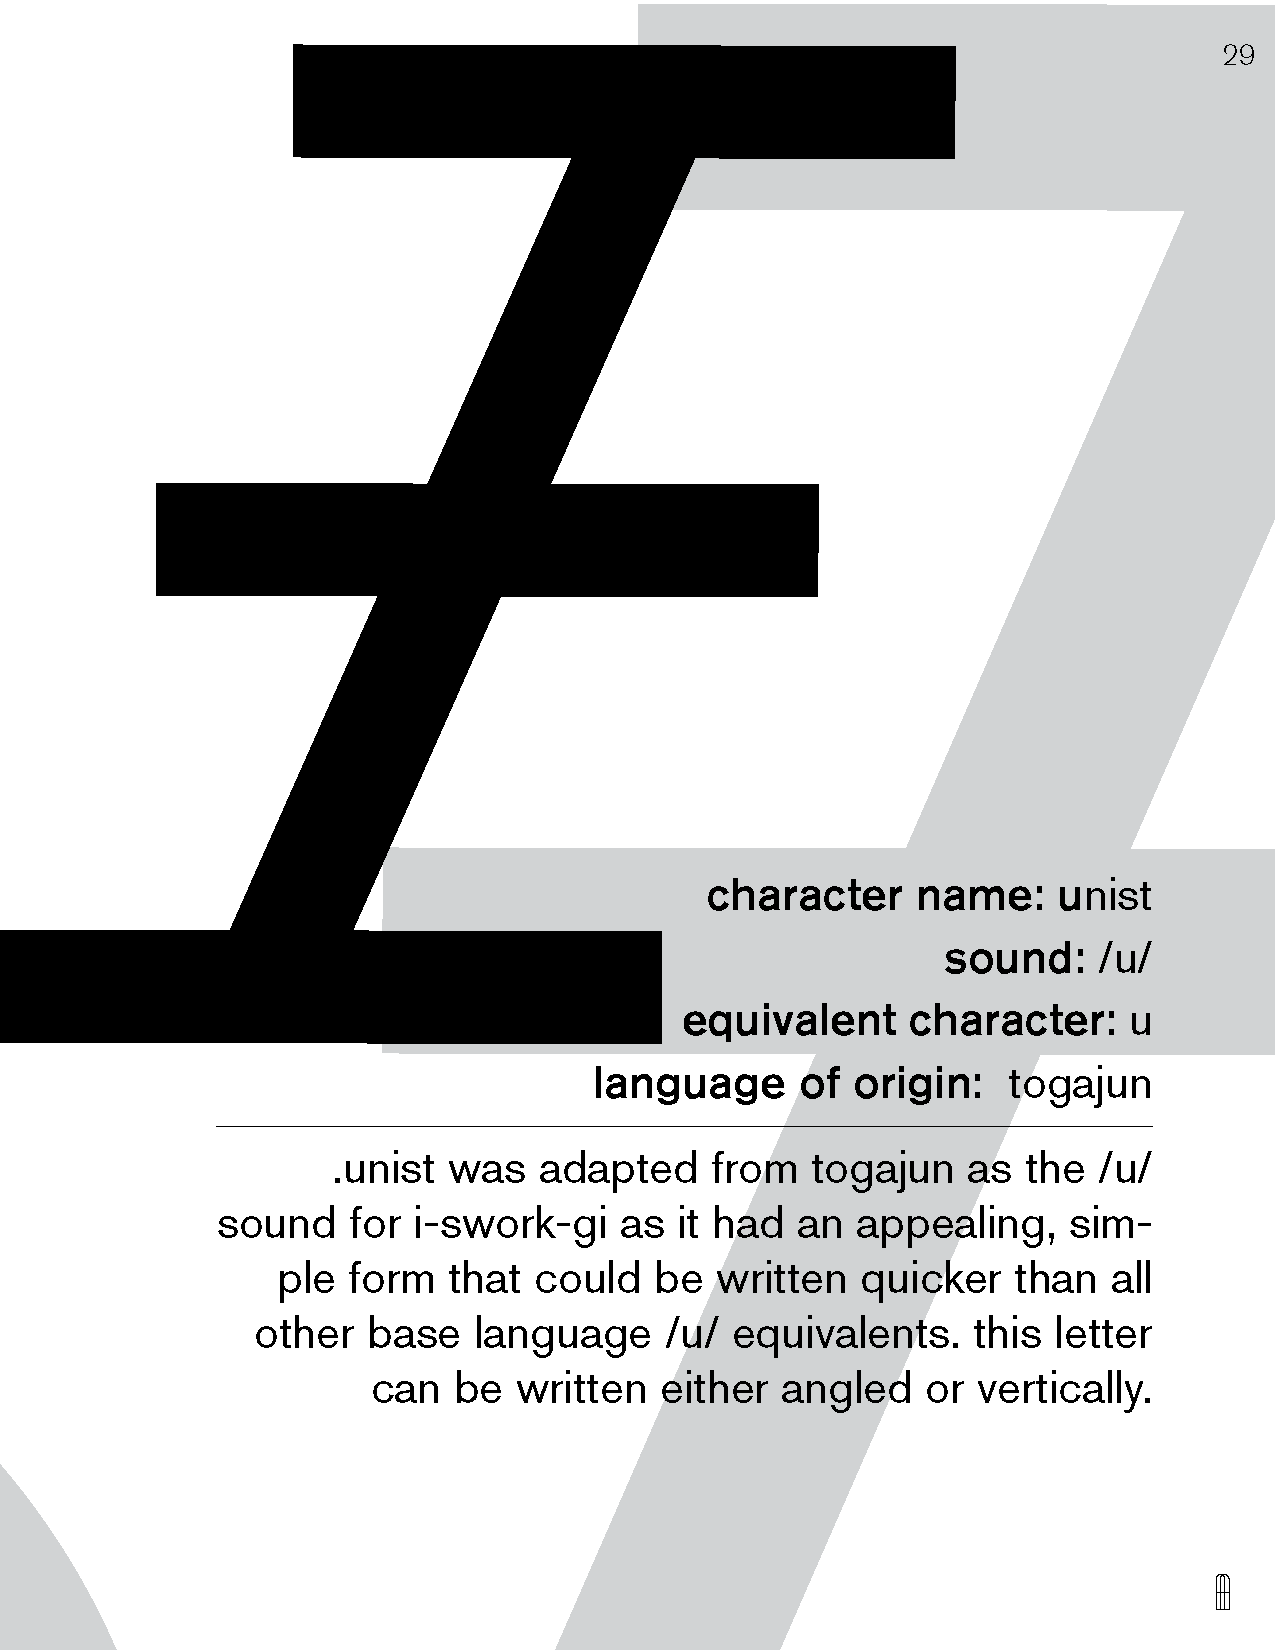 29
character name: unist
sound: /u/
equivalent character: u
language of origin: togajun
.unist was adapted from togajun as the /u/
sound for i-swork-gi as it had an appealing, sim-
ple form that could be written quicker than all
other base language /u/ equivalents. this letter
can be written either angled or vertically.